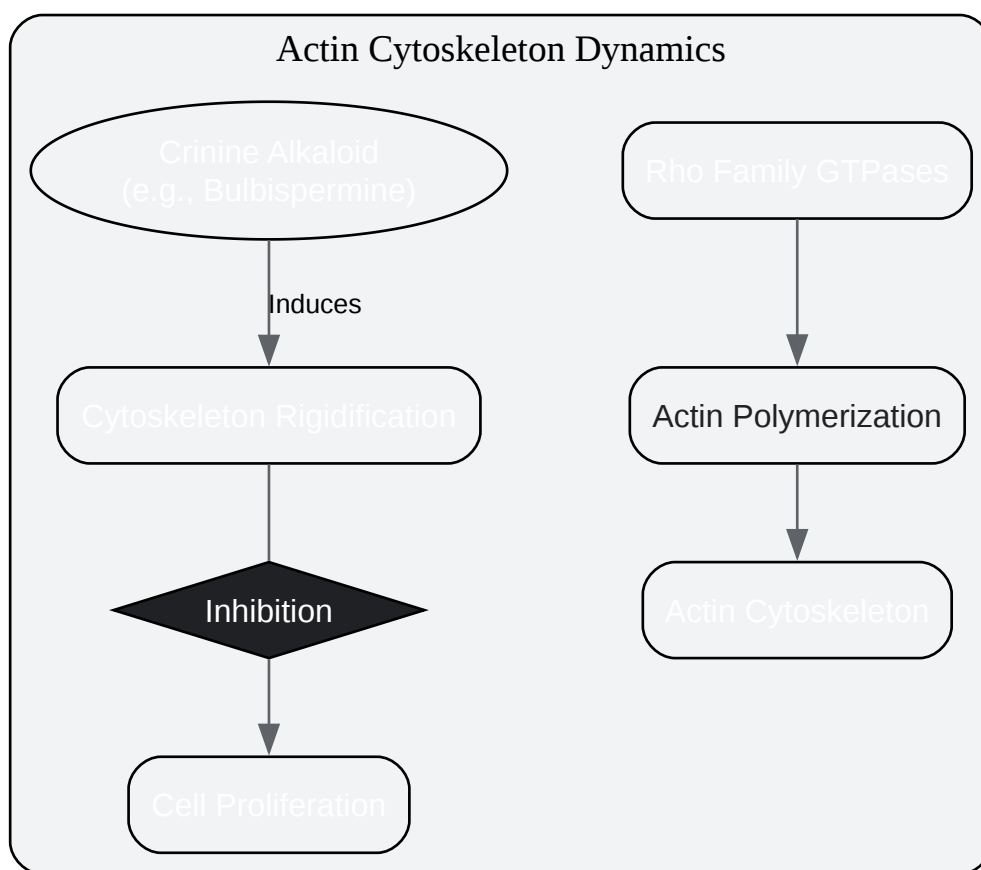 Actin Cytoskeleton Dynamics
Crinine Alkaloid
(e.g., Bulbispermine)
Rho Family GTPases
Induces
Cytoskeleton Rigidification
Actin Polymerization
Inhibition
Actin Cytoskeleton
Cell Proliferation